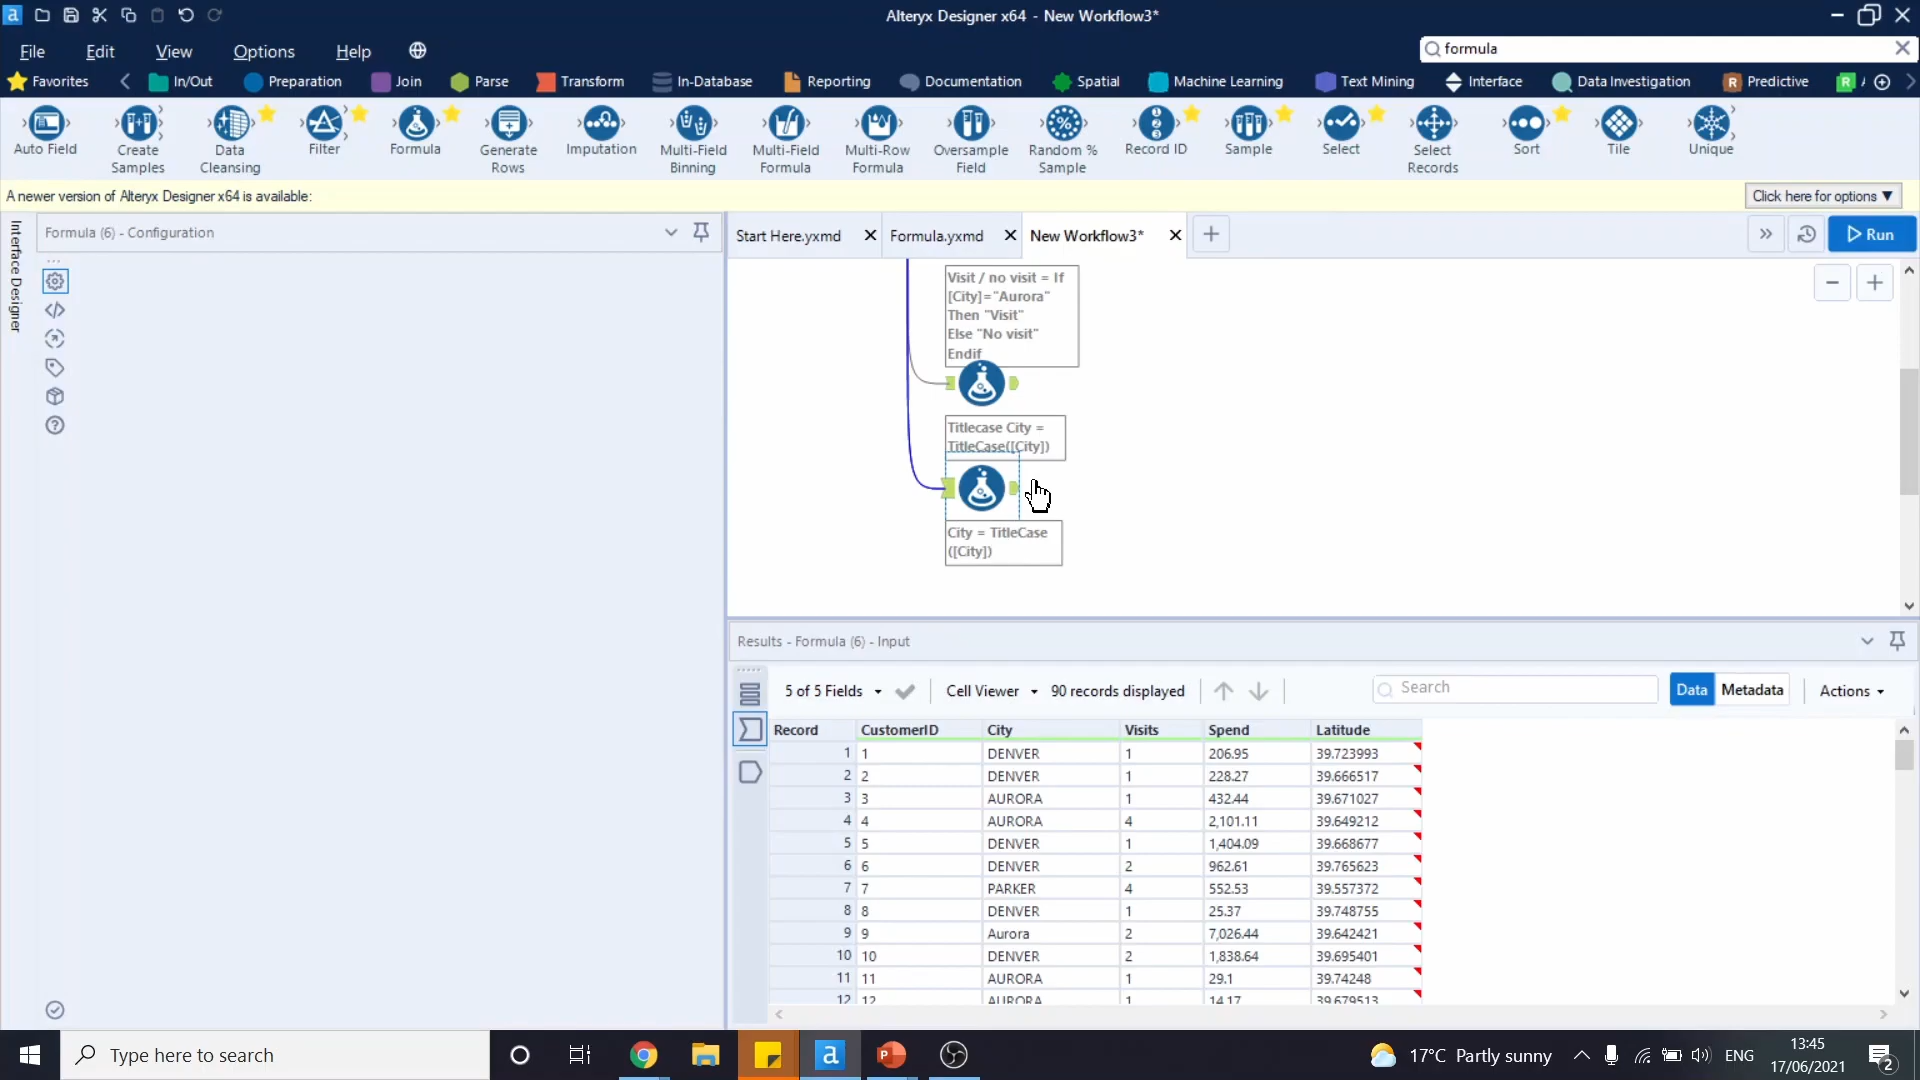 a
Alteryx Designer x64 - New Workflow3*
File Edit View Options Help
formula
Favorites In/Out Preparation Join Parse Transform In-Database Reporting Documentation Spatial Machine Learning Text Mining Interface Data Investigation Predictive
Auto Field
Create Samples
Data Cleansing
Filter
Formula
Generate Rows
Imputation
Multi-Field Binning
Multi-Field Formula
Multi-Row Formula
Oversample Field
Random % Sample
Record ID
Sample
Select
Select Records
Sort
Tile
Unique
A newer version of Alteryx Designer x64 is available:
Click here for options ▼
Interface Designer
Formula (6) - Configuration
Start Here.yxmd Formula.yxmd New Workflow3*
Run
Visit / no visit = If
[City]="Aurora"
Then "Visit"
Else "No visit"
Endif
Titlecase City =
TitleCase([City])
City = TitleCase
([City])
Results - Formula (6) - Input
5 of 5 Fields Cell Viewer 90 records displayed Search Data Metadata Actions
Record CustomerID City Visits Spend Latitude
1 1 DENVER 1 206.95 39.723993
2 2 DENVER 1 228.27 39.666517
3 3 AURORA 1 432.44 39.671027
4 4 AURORA 4 2,101.11 39.649212
5 5 DENVER 1 1,404.09 39.668677
6 6 DENVER 2 962.61 39.765623
7 7 PARKER 4 552.53 39.557372
8 8 DENVER 1 25.37 39.748755
9 9 Aurora 2 7,026.44 39.642421
10 10 DENVER 2 1,838.64 39.695401
11 11 AURORA 1 29.1 39.74248
12 12 AURORA 1 14.17 39.679513
Type here to search
17°C Partly sunny
ENG
13:45
17/06/2021
2